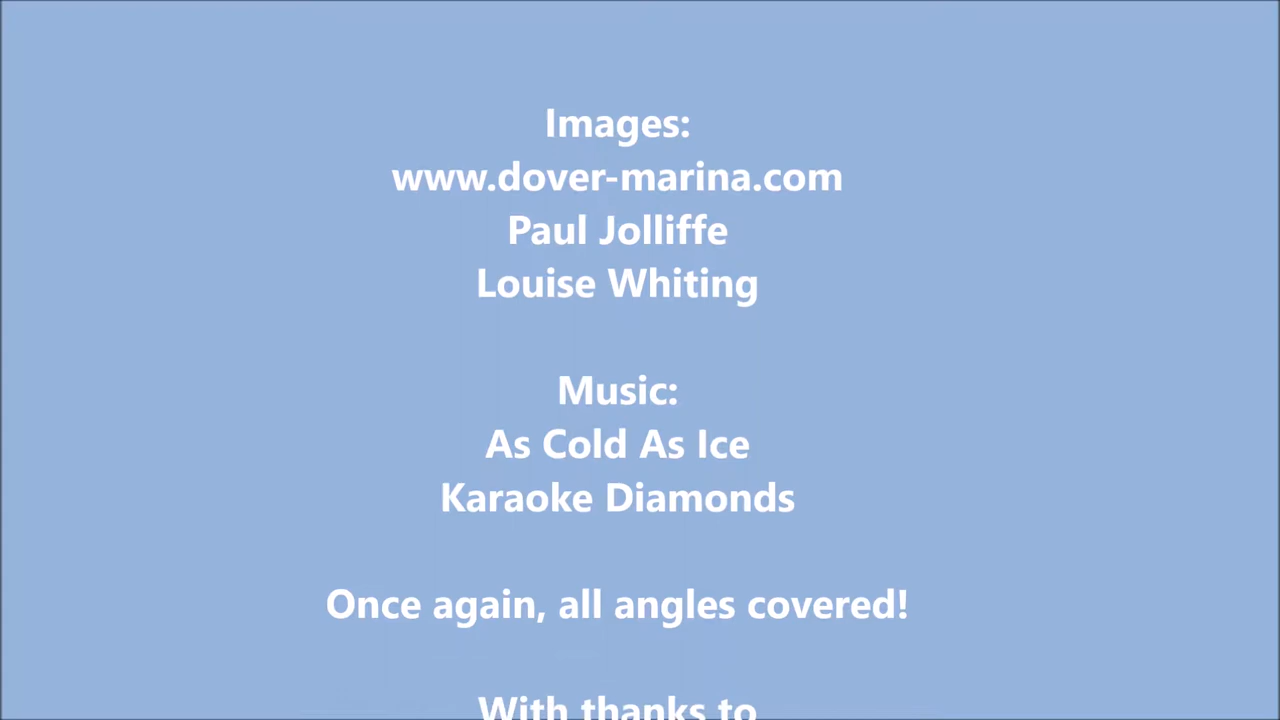 Images:
www.dover-marina.com
Paul Jolliffe
Louise Whiting
Music:
As Cold As Ice
Karaoke Diamonds
Once again, all angles covered!
With thanks to